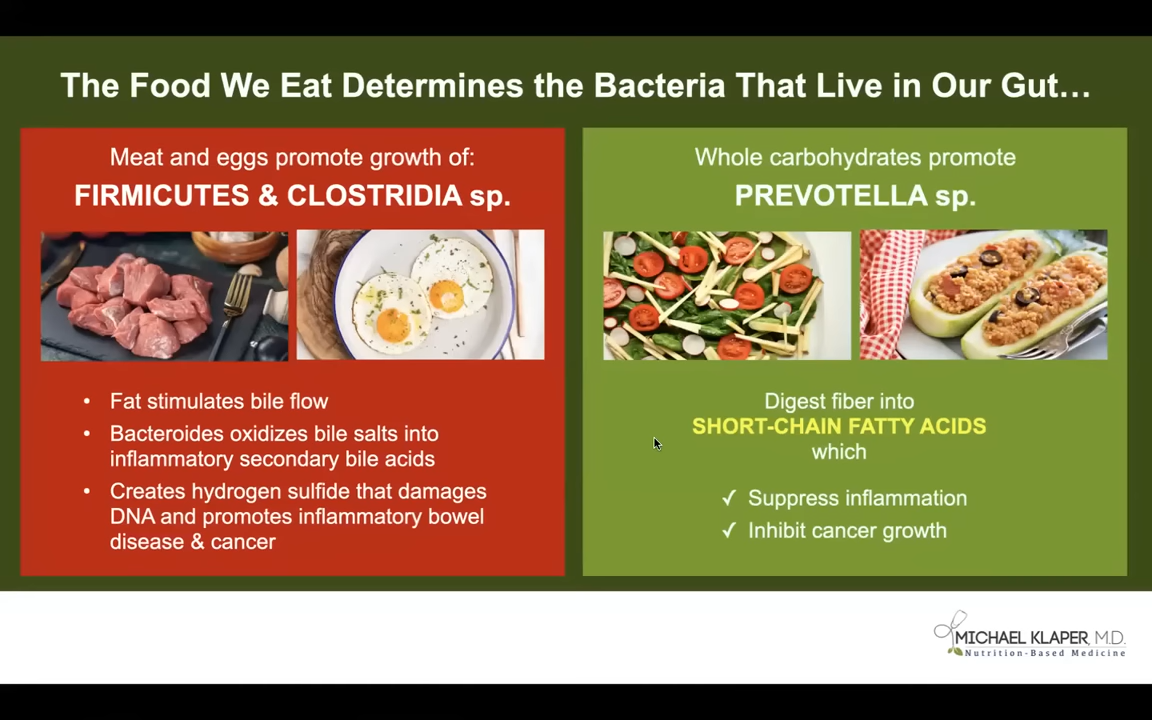 The Food We Eat Determines the Bacteria That Live in Our Gut…
Meat and eggs promote growth of:
FIRMICUTES & CLOSTRIDIA sp.
• Fat stimulates bile flow
• Bacteroides oxidizes bile salts into
inflammatory secondary bile acids
• Creates hydrogen sulfide that damages
DNA and promotes inflammatory bowel
disease & cancer
Whole carbohydrates promote
PREVOTELLA sp.
Digest fiber into
SHORT-CHAIN FATTY ACIDS
which
✓ Suppress inflammation
✓ Inhibit cancer growth
MICHAEL KLAPER, M.D.
Nutrition-Based Medicine